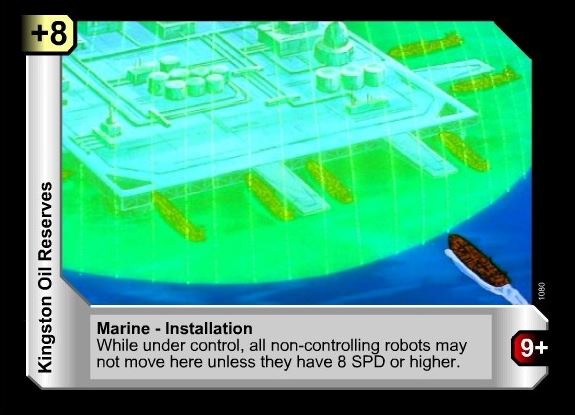 +8
Kingston Oil Reserves
1080
Marine - Installation
While under control, all non-controlling robots may
not move here unless they have 8 SPD or higher.
9+